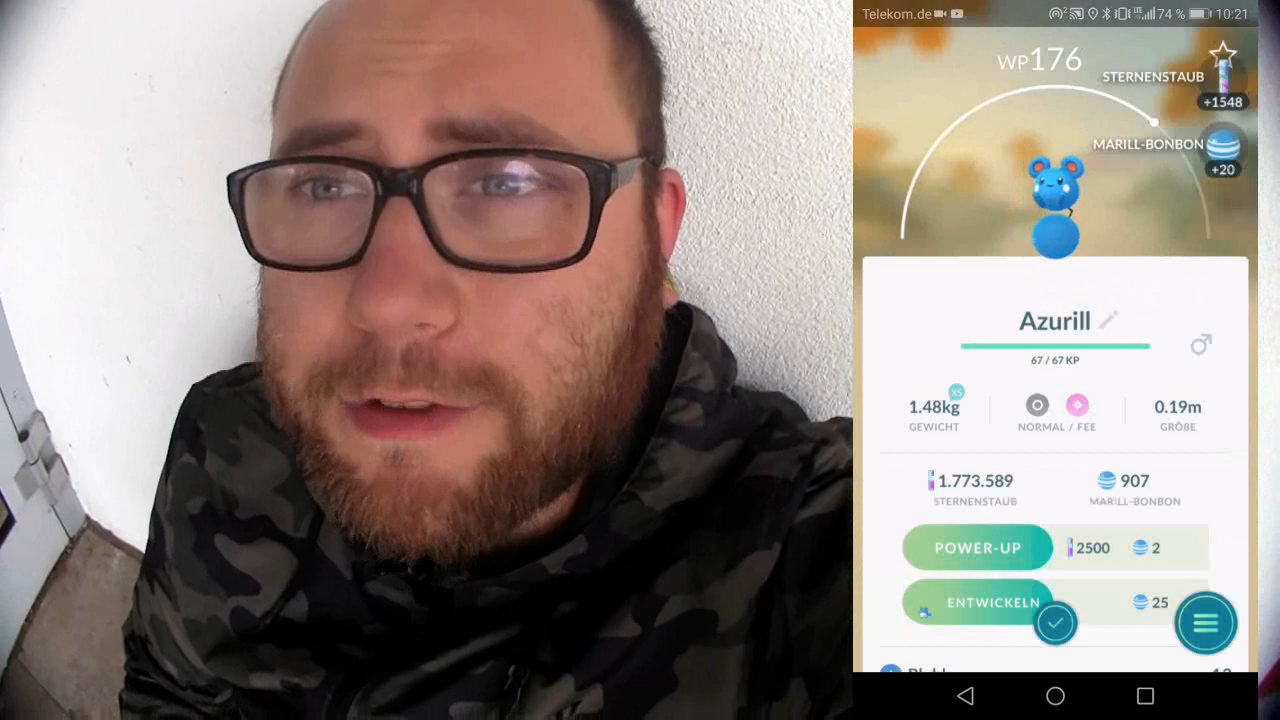 Telekom.de 74 % 10:21
WP176
STERNENSTAUB
+1548
MARILL-BONBON
+20
Azurill
67 / 67 KP
XS
1.48kg
GEWICHT
NORMAL / FEE
0.19m
GRÖßE
1.773.589
STERNENSTAUB
907
MARILL-BONBON
POWER-UP 2500 2
ENTWICKELN 25